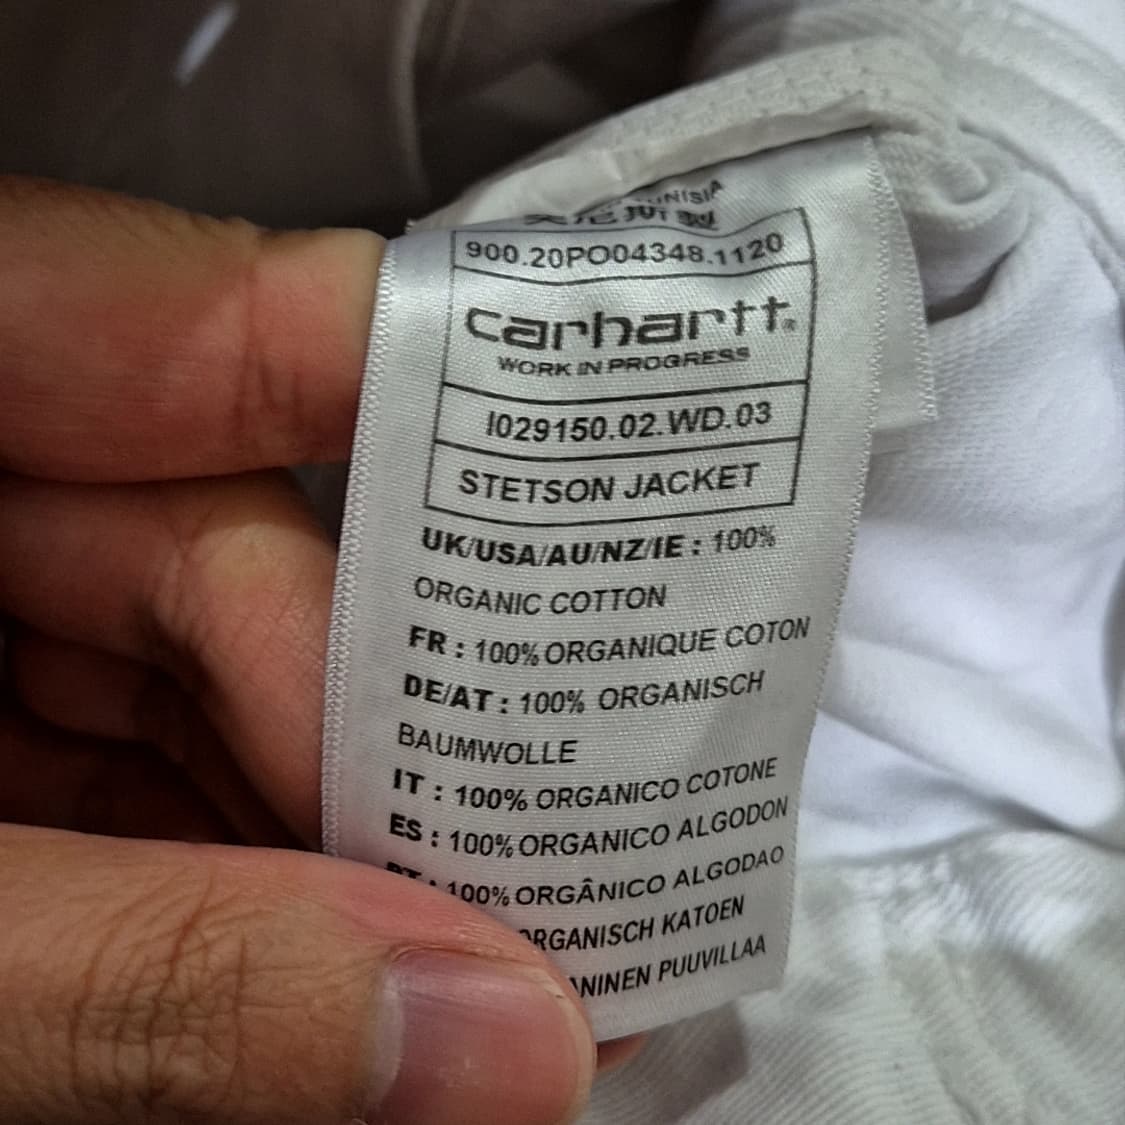 TUNISIA
900.20PO04348.1120
carhartt®
WORK IN PROGRESS
I029150.02.WD.03
STETSON JACKET
UK/USA/AU/NZ/IE : 100%
ORGANIC COTTON
FR : 100% ORGANIQUE COTON
DE/AT : 100% ORGANISCH
BAUMWOLLE
IT : 100% ORGANICO COTONE
ES : 100% ORGANICO ALGODON
PT : 100% ORGÂNICO ALGODAO
ORGANISCH KATOEN
PUUVILLAA